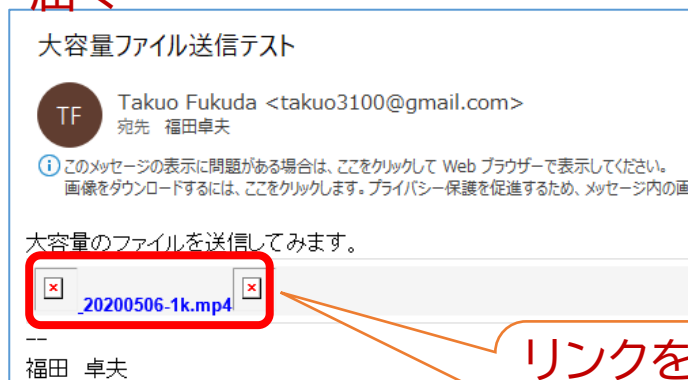 大容量ファイル送信テスト
TF
Takuo Fukuda <takuo3100@gmail.com>
宛先 福田卓夫
このメッセージの表示に問題がある場合は、ここをクリックして Web ブラウザーで表示してください。
画像をダウンロードするには、ここをクリックします。プライバシー保護を促進するため、メッセージ内の画
大容量のファイルを送信してみます。
_20200506-1k.mp4
--
福田 卓夫
リンクを